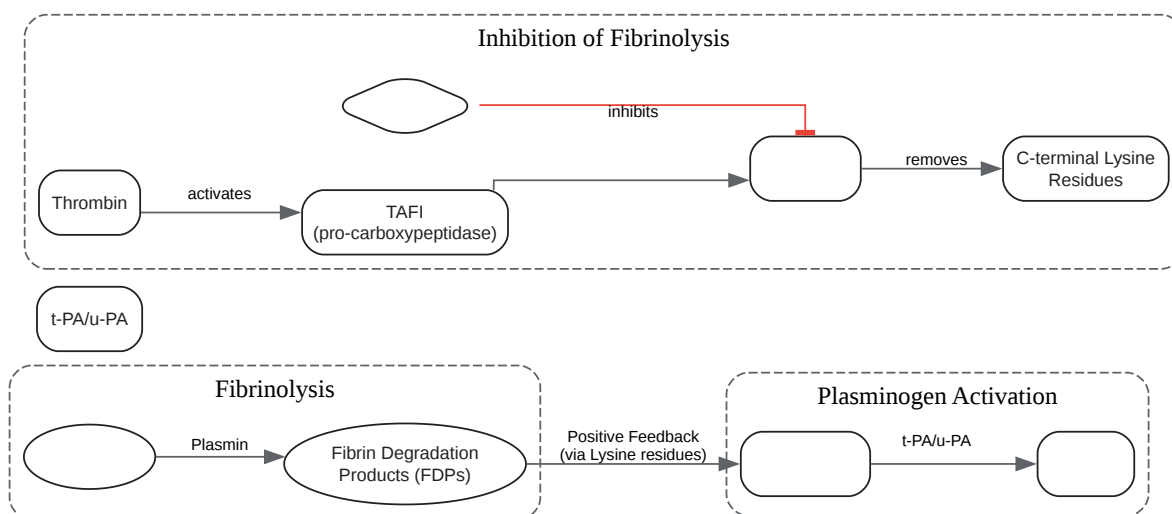 Inhibition of Fibrinolysis
inhibits
removes
C-terminal Lysine
Residues
Thrombin
activates
TAFI
(pro-carboxypeptidase)
t-PA/u-PA
Fibrinolysis
Plasmin
Fibrin Degradation
Products (FDPs)
Positive Feedback
(via Lysine residues)
Plasminogen Activation
t-PA/u-PA